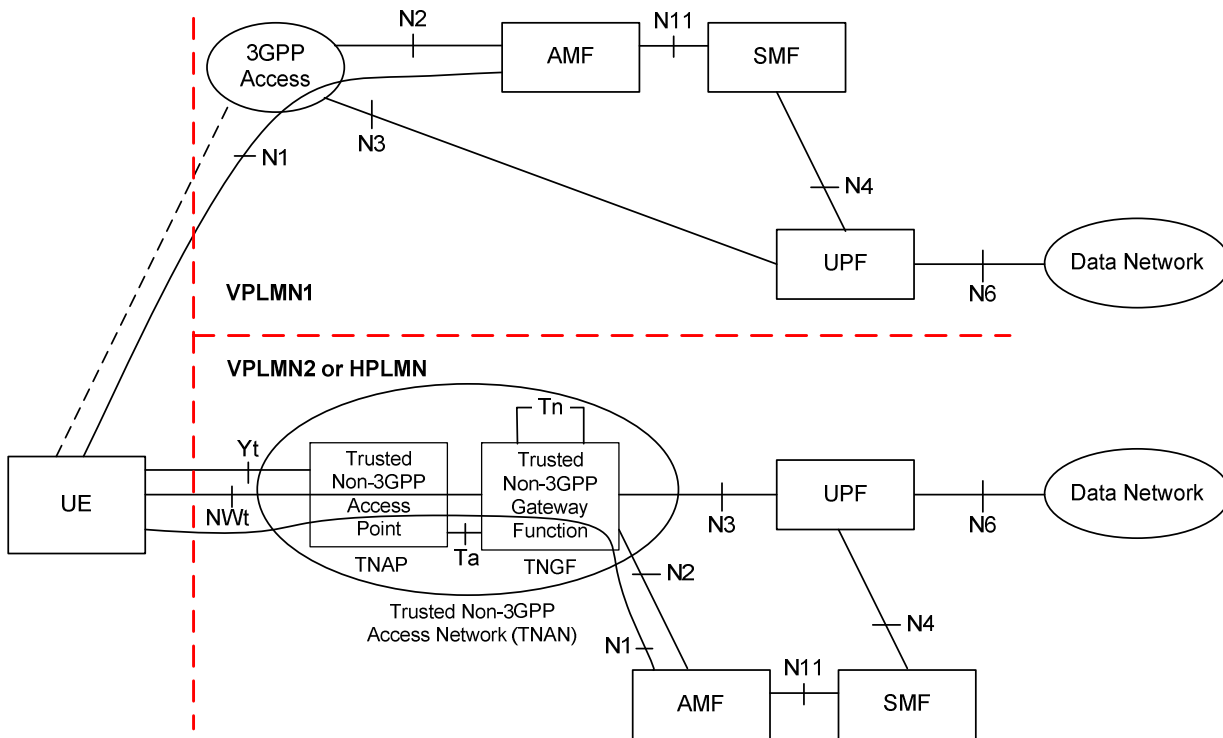 N2
N11
3GPP
Access
AMF
SMF
N1
N3
N4
UPF
Data Network
N6
VPLMN1
VPLMN2 or HPLMN
Tn
Yt
Trusted
Non-3GPP
Access
Point
Trusted
Non-3GPP
Gateway
Function
UE
NWt
N3
UPF
N6
Data Network
TNAP
Ta
TNGF
N2
Trusted Non-3GPP
Access Network (TNAN)
N1
N4
N11
AMF
SMF